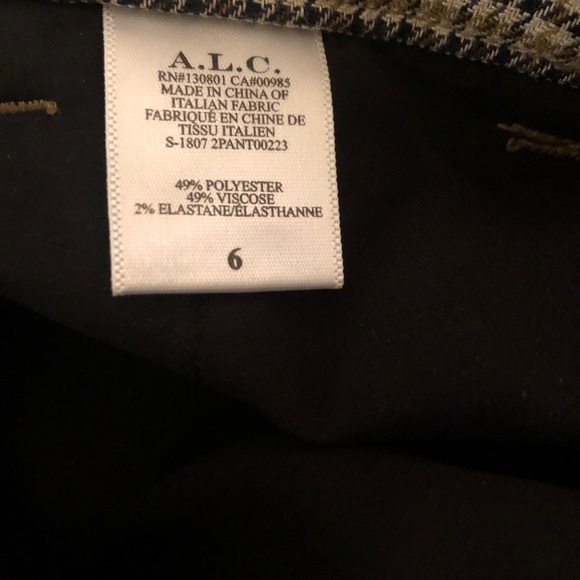 A.L.C.
RN#130801 CA#00985
MADE IN CHINA OF
ITALIAN FABRIC
FABRIQUÉ EN CHINE DE
TISSU ITALIEN
S-1807 2PANT00223
49% POLYESTER
49% VISCOSE
2% ELASTANE/ÉLASTHANNE
6